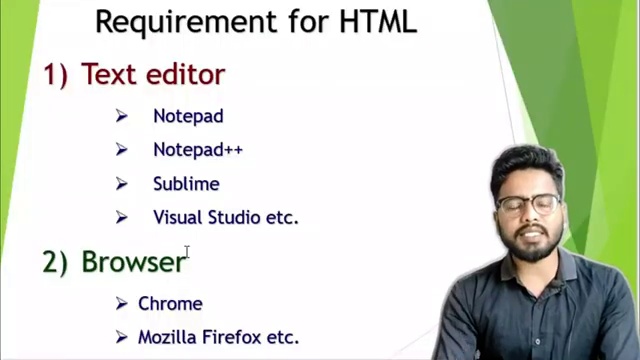 Requirement for HTML
1) Text editor
➢ Notepad
➢ Notepad++
➢ Sublime
➢ Visual Studio etc.
2) Browser
➢ Chrome
➢ Mozilla Firefox etc.